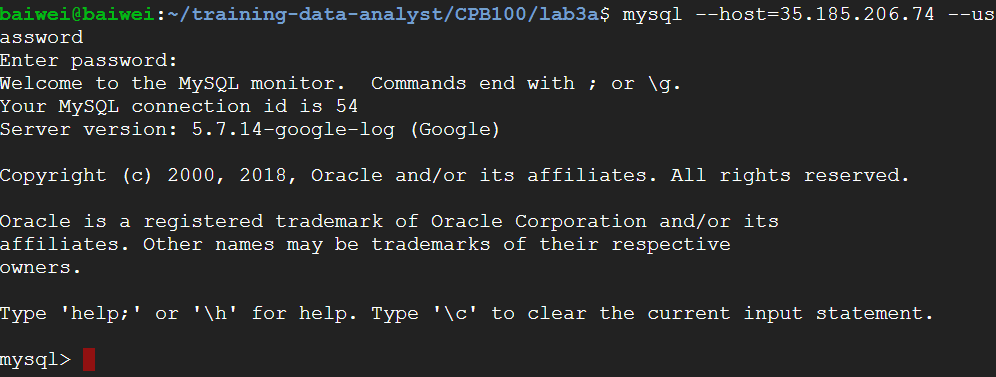 baiwei@baiwei:~/training-data-analyst/CPB100/lab3a$ mysql --host=35.185.206.74 --us
assword
Enter password:
Welcome to the MySQL monitor.  Commands end with ; or \g.
Your MySQL connection id is 54
Server version: 5.7.14-google-log (Google)
Copyright (c) 2000, 2018, Oracle and/or its affiliates. All rights reserved.
Oracle is a registered trademark of Oracle Corporation and/or its
affiliates. Other names may be trademarks of their respective
owners.
Type 'help;' or '\h' for help. Type '\c' to clear the current input statement.
mysql>